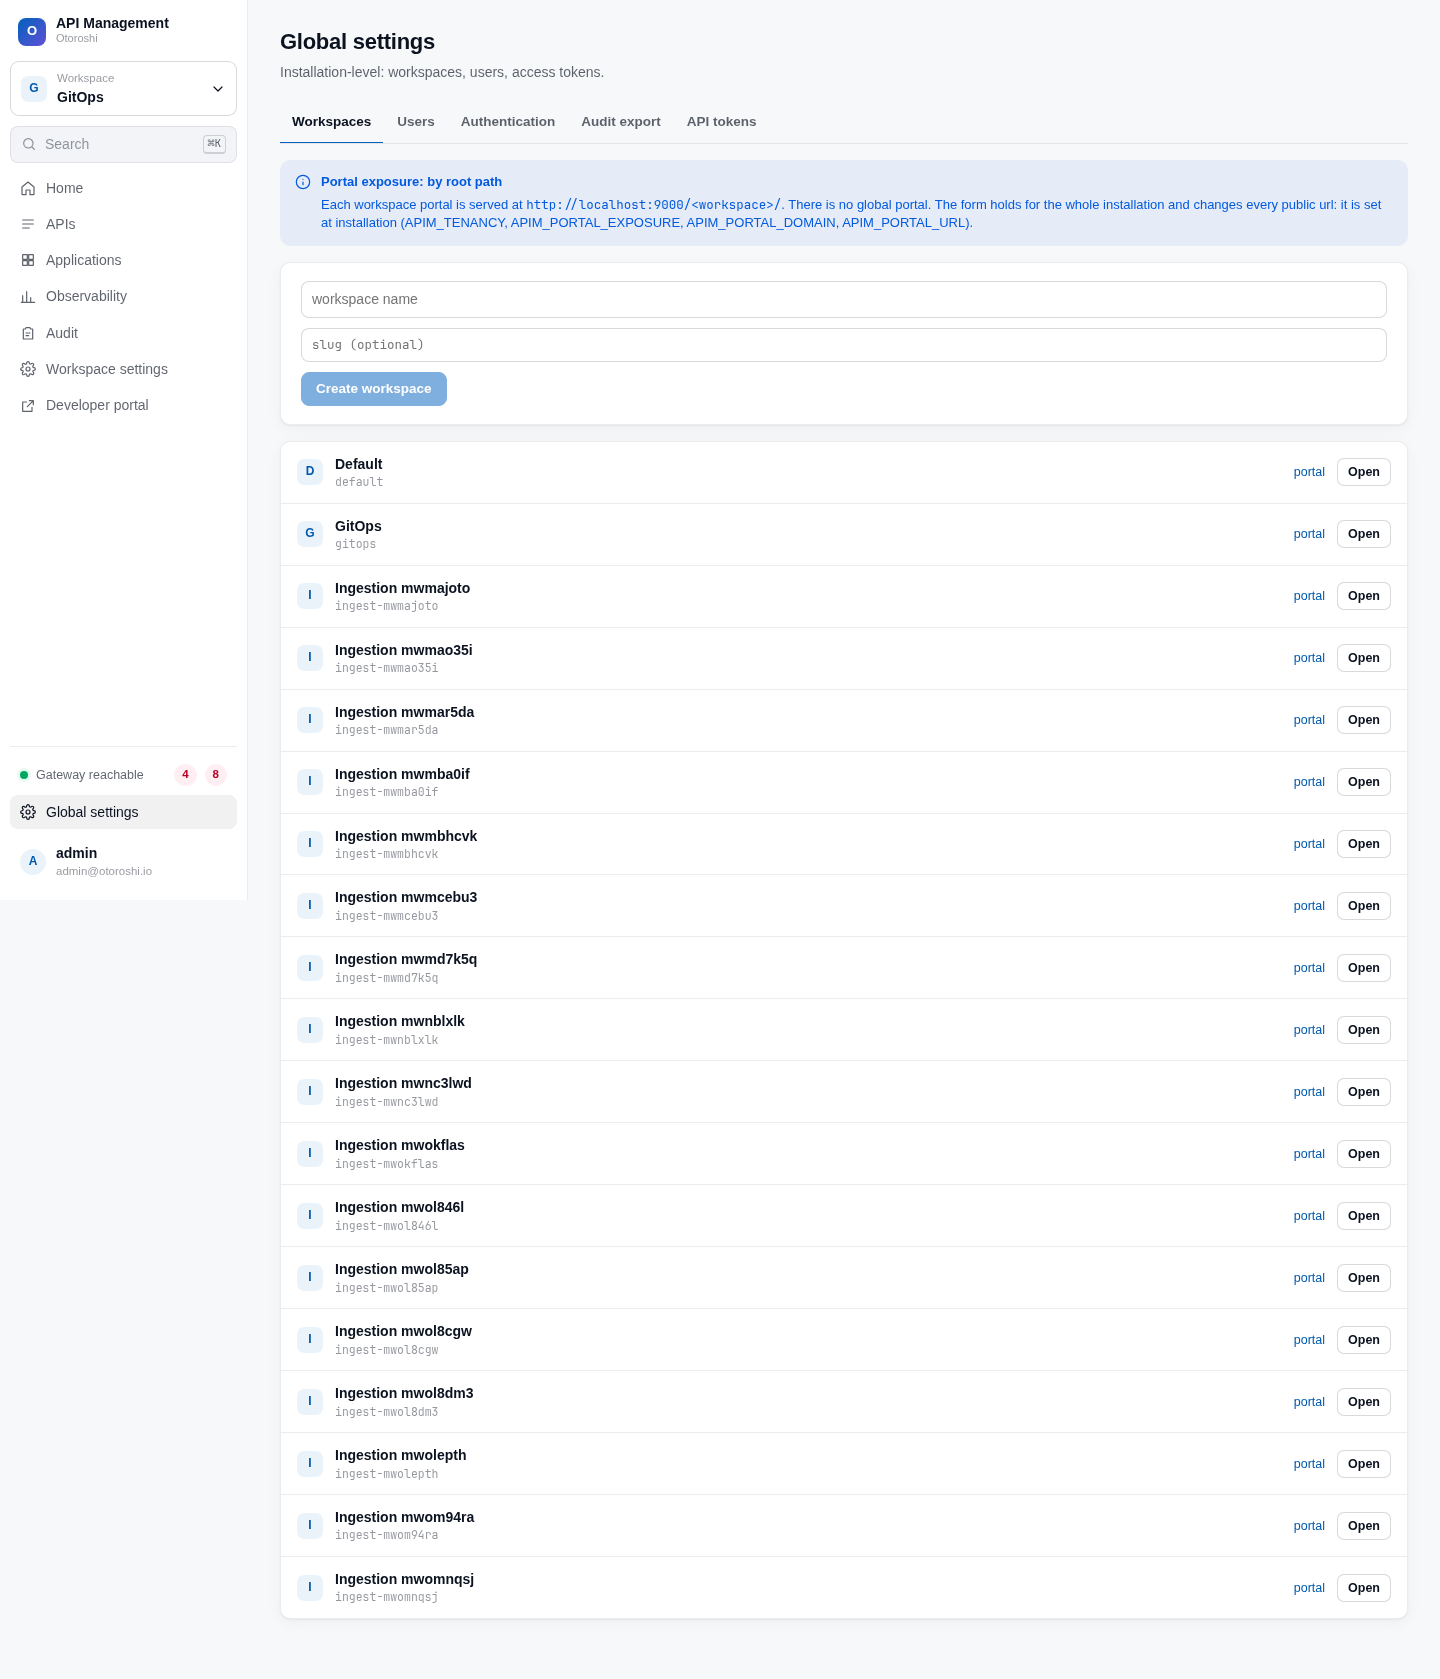 O
API Management
Otoroshi
G
Workspace
GitOps
Search
⌘K
Home
APIs
Applications
Observability
Audit
Workspace settings
Developer portal
Gateway reachable
4
8
Global settings
A
admin
admin@otoroshi.io
Global settings
Installation-level: workspaces, users, access tokens.
Workspaces
Users
Authentication
Audit export
API tokens
Portal exposure: by root path
Each workspace portal is served at http://localhost:9000/<workspace>/. There is no global portal. The form holds for the whole installation and changes every public url: it is set
at installation (APIM_TENANCY, APIM_PORTAL_EXPOSURE, APIM_PORTAL_DOMAIN, APIM_PORTAL_URL).
workspace name
slug (optional)
Create workspace
D
Default
default
portal
Open
G
GitOps
gitops
portal
Open
I
Ingestion mwmajoto
ingest-mwmajoto
portal
Open
I
Ingestion mwmao35i
ingest-mwmao35i
portal
Open
I
Ingestion mwmar5da
ingest-mwmar5da
portal
Open
I
Ingestion mwmba0if
ingest-mwmba0if
portal
Open
I
Ingestion mwmbhcvk
ingest-mwmbhcvk
portal
Open
I
Ingestion mwmcebu3
ingest-mwmcebu3
portal
Open
I
Ingestion mwmd7k5q
ingest-mwmd7k5q
portal
Open
I
Ingestion mwnblxlk
ingest-mwnblxlk
portal
Open
I
Ingestion mwnc3lwd
ingest-mwnc3lwd
portal
Open
I
Ingestion mwokflas
ingest-mwokflas
portal
Open
I
Ingestion mwol846l
ingest-mwol846l
portal
Open
I
Ingestion mwol85ap
ingest-mwol85ap
portal
Open
I
Ingestion mwol8cgw
ingest-mwol8cgw
portal
Open
I
Ingestion mwol8dm3
ingest-mwol8dm3
portal
Open
I
Ingestion mwolepth
ingest-mwolepth
portal
Open
I
Ingestion mwom94ra
ingest-mwom94ra
portal
Open
I
Ingestion mwomnqsj
ingest-mwomnqsj
portal
Open